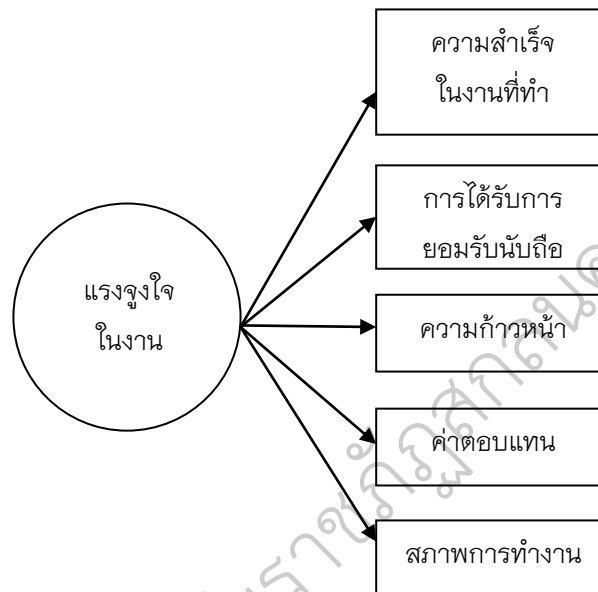 ความสำเร็จ
ในงานที่ทำ
การได้รับการ
ยอมรับนับถือ
แรงจูงใจ
ในงาน
ความก้าวหน้า
ค่าตอบแทน
สภาพการทำงาน